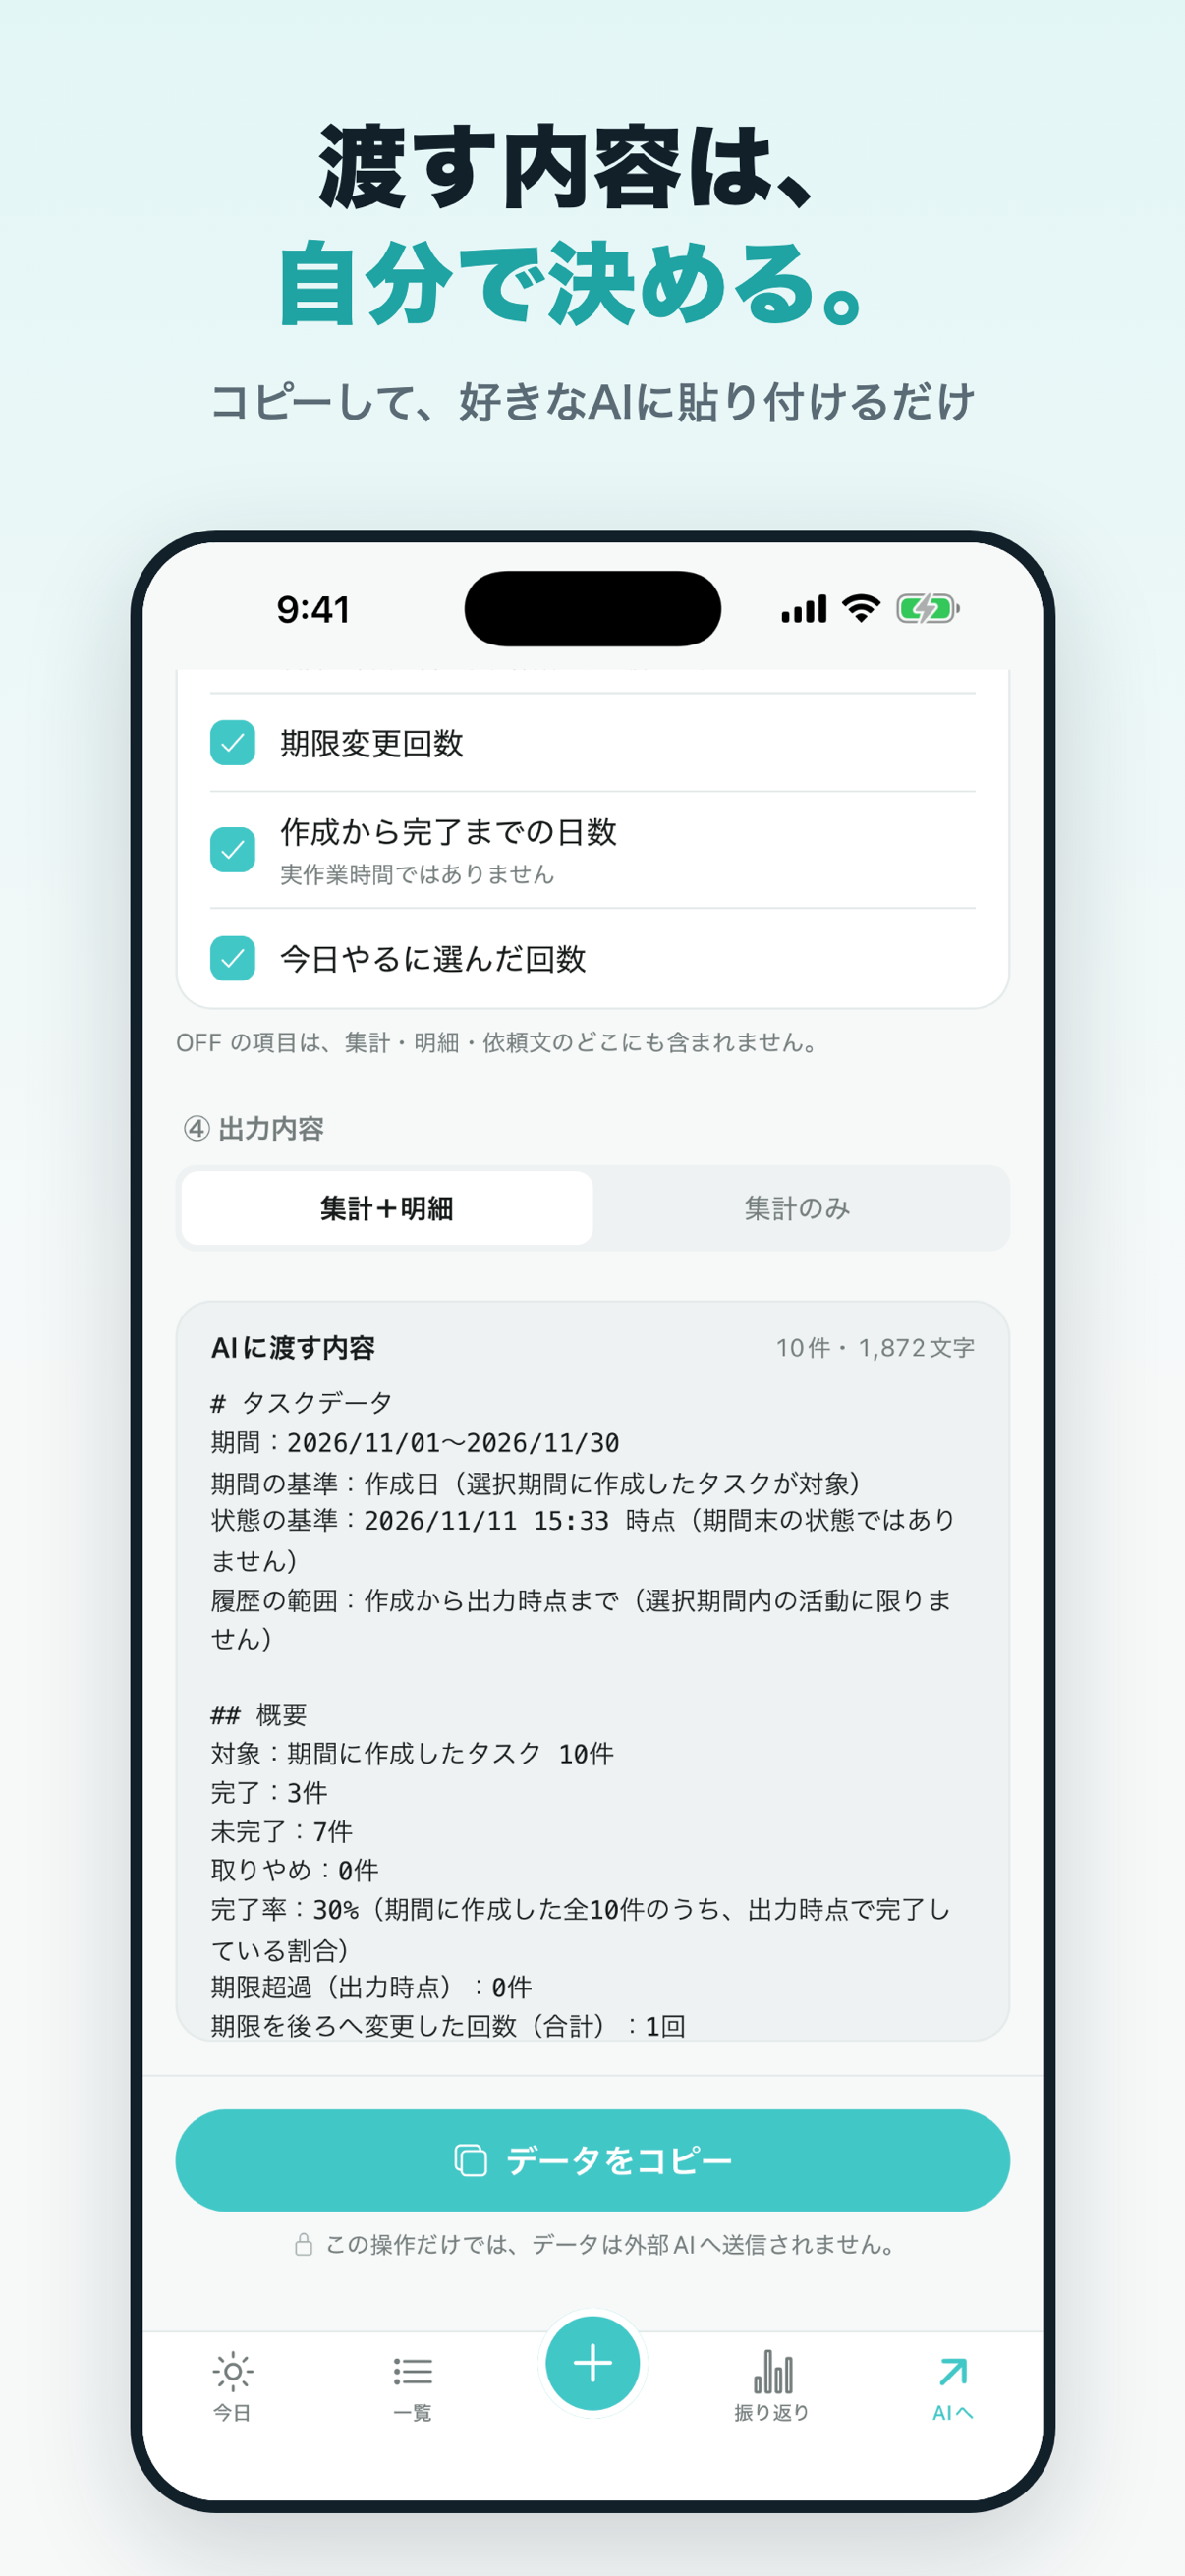 渡す内容は、
自分で決める。
コピーして、好きなAIに貼り付けるだけ
9:41
期限変更回数
作成から完了までの日数
実作業時間ではありません
今日やるに選んだ回数
OFF の項目は、集計・明細・依頼文のどこにも含まれません。
④ 出力内容
集計＋明細
集計のみ
AIに渡す内容
10件・1,872文字
# タスクデータ
期間：2026/11/01〜2026/11/30
期間の基準：作成日（選択期間に作成したタスクが対象）
状態の基準：2026/11/11 15:33 時点（期間末の状態ではあり
ません）
履歴の範囲：作成から出力時点まで（選択期間内の活動に限りま
せん）
## 概要
対象：期間に作成したタスク 10件
完了：3件
未完了：7件
取りやめ：0件
完了率：30%（期間に作成した全10件のうち、出力時点で完了し
ている割合）
期限超過（出力時点）：0件
期限を後ろへ変更した回数（合計）：1回
データをコピー
この操作だけでは、データは外部AIへ送信されません。
今日
一覧
振り返り
AIへ